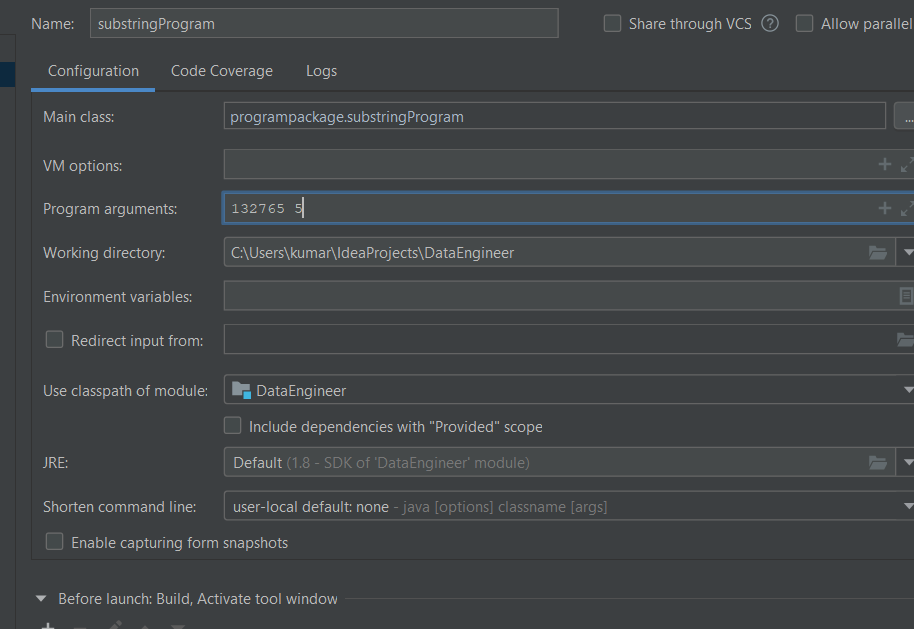 Name: substringProgram Share through VCS ? Allow parallel
Configuration Code Coverage Logs
Main class: programpackage.substringProgram ...
VM options:
Program arguments: 132765 5
Working directory: C:\Users\kumar\IdeaProjects\DataEngineer
Environment variables:
Redirect input from:
Use classpath of module: DataEngineer
Include dependencies with "Provided" scope
JRE: Default (1.8 - SDK of 'DataEngineer' module)
Shorten command line: user-local default: none - java [options] classname [args]
Enable capturing form snapshots
Before launch: Build, Activate tool window